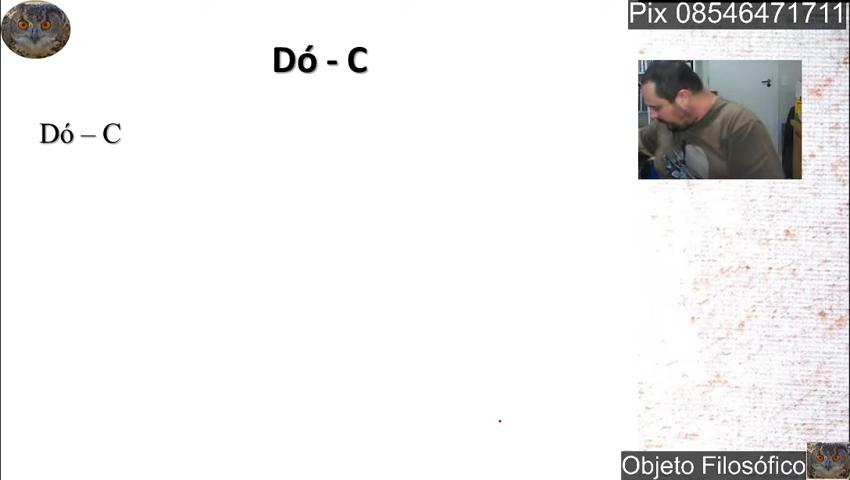 Pix 08546471711
Dó - C
Dó – C
Objeto Filosófico